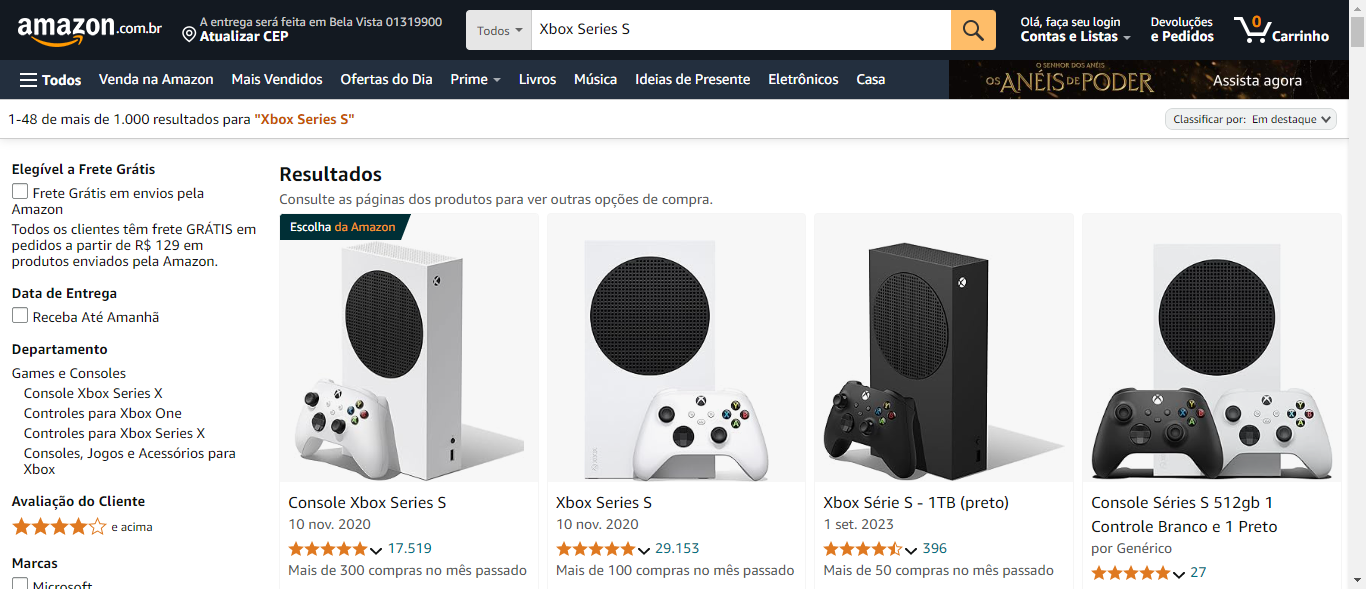 amazon.com.br
A entrega será feita em Bela Vista 01319900
Atualizar CEP
Todos
Xbox Series S
Olá, faça seu login
Contas e Listas
Devoluções
e Pedidos
0
Carrinho
Todos
Venda na Amazon
Mais Vendidos
Ofertas do Dia
Prime
Livros
Música
Ideias de Presente
Eletrônicos
Casa
O SENHOR DOS ANÉIS
OS ANÉIS DE PODER
Assista agora
1-48 de mais de 1.000 resultados para "Xbox Series S"
Classificar por: Em destaque
Elegível a Frete Grátis
Frete Grátis em envios pela
Amazon
Todos os clientes têm frete GRÁTIS em
pedidos a partir de R$ 129 em
produtos enviados pela Amazon.
Data de Entrega
Receba Até Amanhã
Departamento
Games e Consoles
Console Xbox Series X
Controles para Xbox One
Controles para Xbox Series X
Consoles, Jogos e Acessórios para
Xbox
Avaliação do Cliente
e acima
Marcas
Microsoft
Resultados
Consulte as páginas dos produtos para ver outras opções de compra.
Escolha da Amazon
Console Xbox Series S
10 nov. 2020
17.519
Mais de 300 compras no mês passado
Xbox Series S
10 nov. 2020
29.153
Mais de 100 compras no mês passado
Xbox Série S - 1TB (preto)
1 set. 2023
396
Mais de 50 compras no mês passado
Console Séries S 512gb 1
Controle Branco e 1 Preto
por Genérico
27